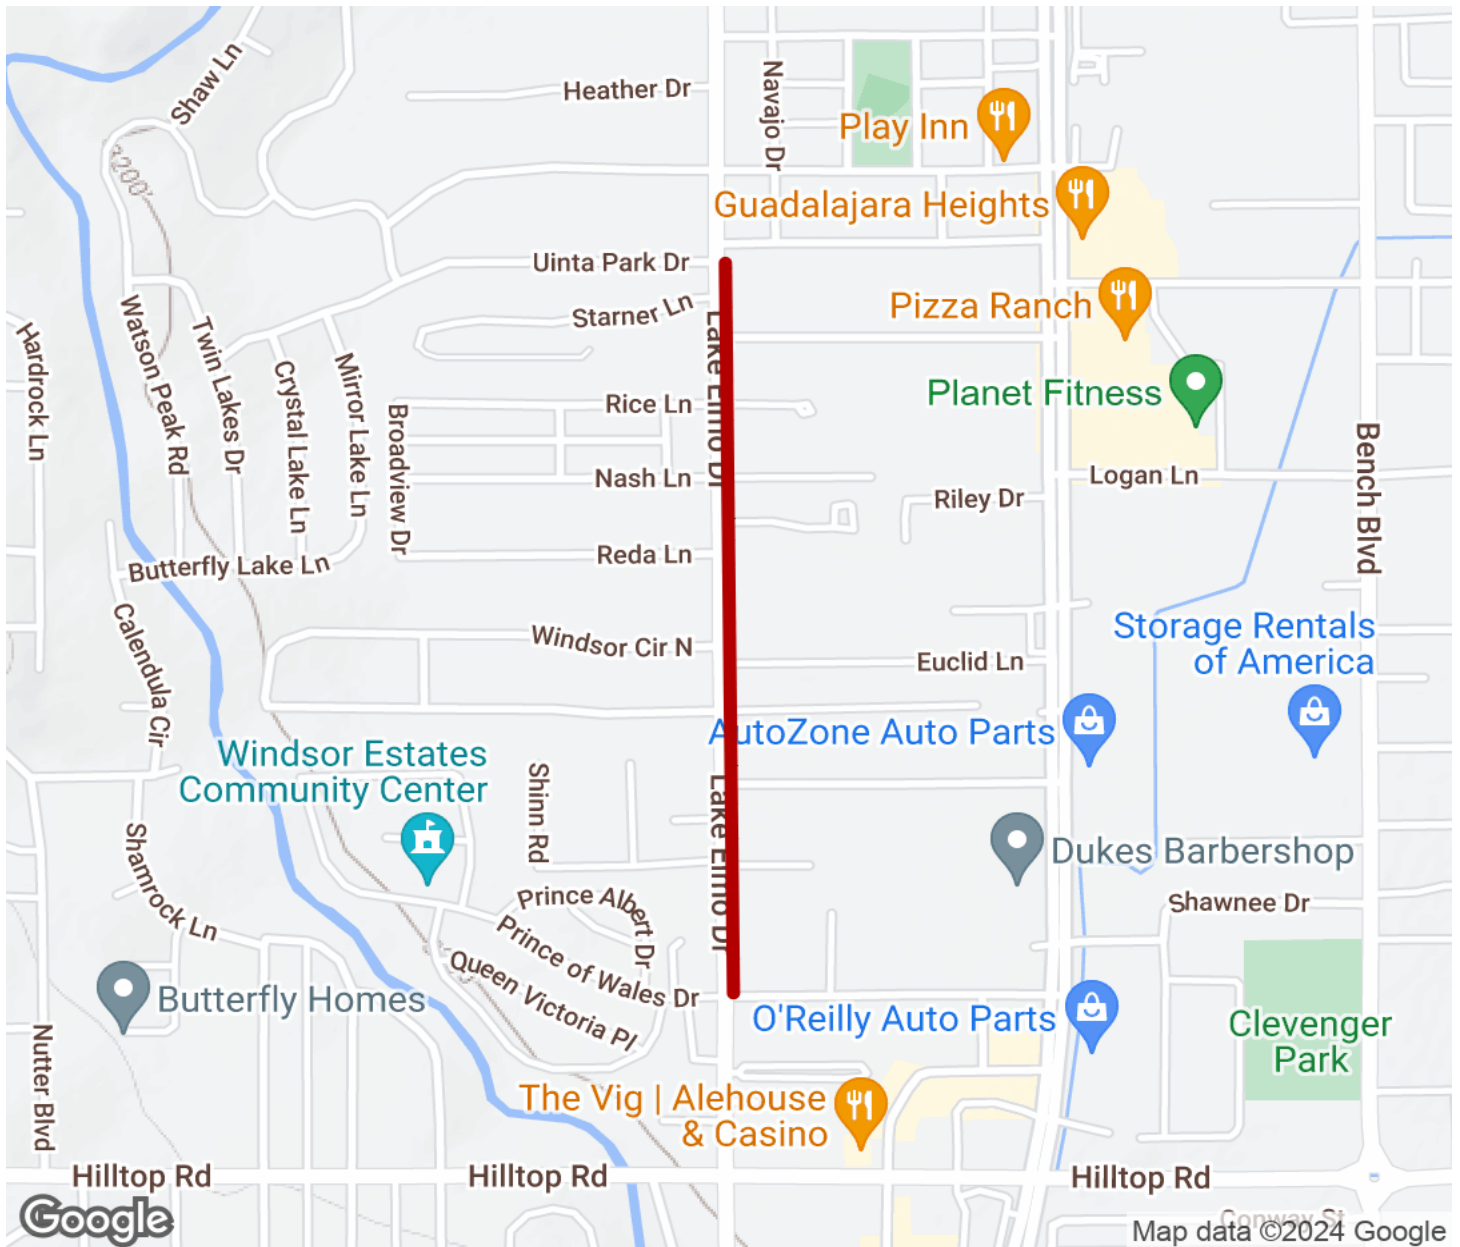 Shaw Ln
Heather Dr
Navajo Dr
Play Inn
Guadalajara Heights
Uinta Park Dr
Starner Ln
Pizza Ranch
Hardrock Ln
Watson Peak Rd
Twin Lakes Dr
Crystal Lake Ln
Mirror Lake Ln
Broadview Dr
Rice Ln
Lake Elmo Dr
Planet Fitness
Nash Ln
Logan Ln
Riley Dr
Bench Blvd
Reda Ln
Butterfly Lake Ln
Calendula Cir
Windsor Cir N
Euclid Ln
Storage Rentals
of America
AutoZone Auto Parts
Windsor Estates
Community Center
Shinn Rd
Lake Elmo Dr
Dukes Barbershop
Shamrock Ln
Prince Albert Dr
Shawnee Dr
Prince of Wales Dr
Queen Victoria Pl
Butterfly Homes
O'Reilly Auto Parts
Clevenger
Park
Nutter Blvd
The Vig | Alehouse
& Casino
Hilltop Rd
Hilltop Rd
Hilltop Rd
Google
Conway St
Map data ©2024 Google